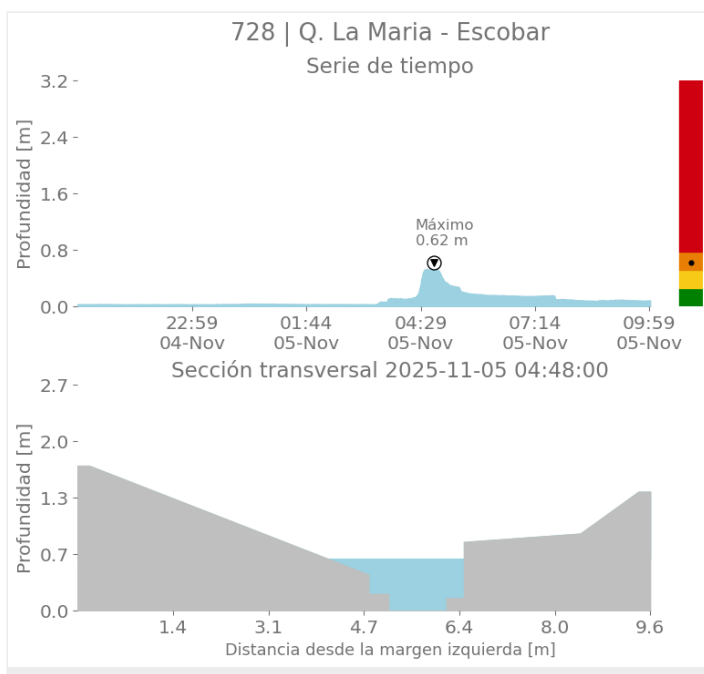 728 | Q. La Maria - Escobar
Serie de tiempo
Profundidad [m]
3.2
2.4
1.6
0.8
0.0
Máximo
0.62 m
22:59 01:44 04:29 07:14 09:59
04-Nov 05-Nov 05-Nov 05-Nov 05-Nov
Sección transversal 2025-11-05 04:48:00
Profundidad [m]
2.7
2.0
1.3
0.7
0.0
1.4 3.1 4.7 6.4 8.0 9.6
Distancia desde la margen izquierda [m]